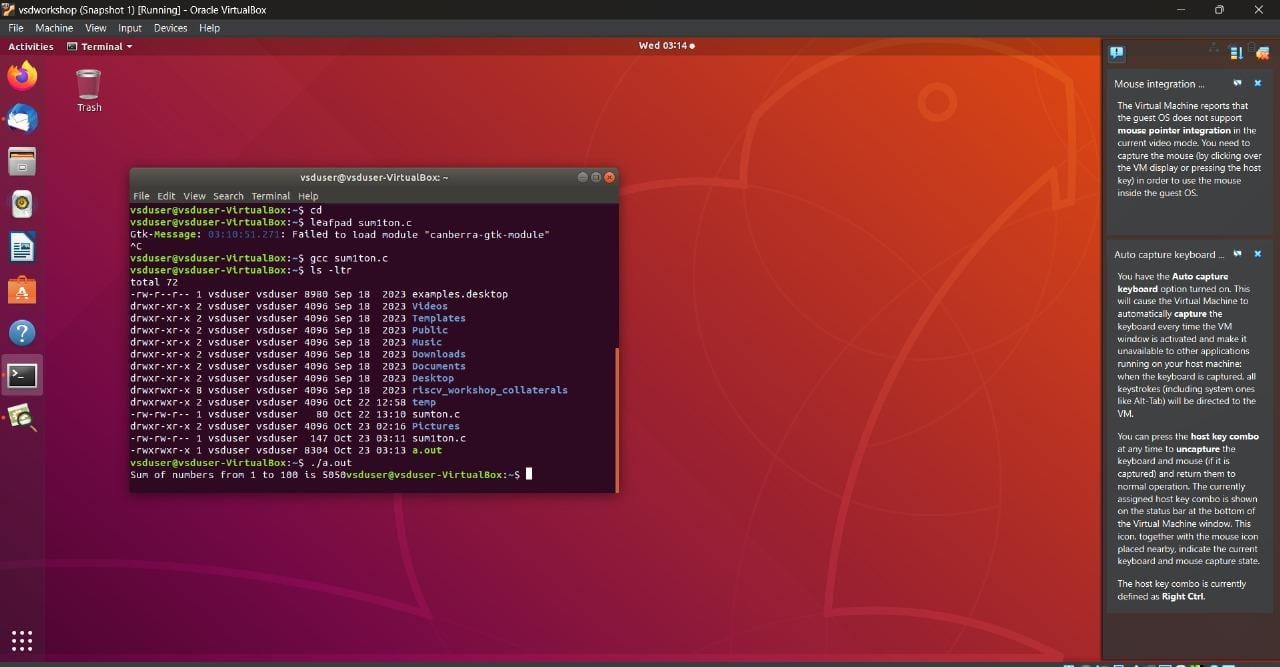 vsdworkshop (Snapshot 1) [Running] - Oracle VirtualBox
File Machine View Input Devices Help
Activities Terminal Wed 03:14
Trash
vsduser@vsduser-VirtualBox: ~
File Edit View Search Terminal Help
vsduser@vsduser-VirtualBox:~$ cd
vsduser@vsduser-VirtualBox:~$ leafpad sum1ton.c
Gtk-Message: 03:10:51.271: Failed to load module "canberra-gtk-module"
^C
vsduser@vsduser-VirtualBox:~$ gcc sum1ton.c
vsduser@vsduser-VirtualBox:~$ ls -ltr
total 72
-rw-r--r-- 1 vsduser vsduser 8980 Sep 18  2023 examples.desktop
drwxr-xr-x 2 vsduser vsduser 4096 Sep 18  2023 Videos
drwxr-xr-x 2 vsduser vsduser 4096 Sep 18  2023 Templates
drwxr-xr-x 2 vsduser vsduser 4096 Sep 18  2023 Public
drwxr-xr-x 2 vsduser vsduser 4096 Sep 18  2023 Music
drwxr-xr-x 2 vsduser vsduser 4096 Sep 18  2023 Downloads
drwxr-xr-x 2 vsduser vsduser 4096 Sep 18  2023 Documents
drwxr-xr-x 2 vsduser vsduser 4096 Sep 18  2023 Desktop
drwxrwxr-x 8 vsduser vsduser 4096 Sep 18  2023 riscv_workshop_collaterals
drwxrwxr-x 2 vsduser vsduser 4096 Oct 22 12:58 temp
-rw-rw-r-- 1 vsduser vsduser   80 Oct 22 13:10 sumton.c
drwxr-xr-x 2 vsduser vsduser 4096 Oct 23 02:16 Pictures
-rw-rw-r-- 1 vsduser vsduser  147 Oct 23 03:11 sum1ton.c
-rwxrwxr-x 1 vsduser vsduser 8304 Oct 23 03:13 a.out
vsduser@vsduser-VirtualBox:~$ ./a.out
Sum of numbers from 1 to 100 is 5050vsduser@vsduser-VirtualBox:~$
Mouse integration ...
The Virtual Machine reports that
the guest OS does not support
mouse pointer integration in the
current video mode. You need to
capture the mouse (by clicking over
the VM display or pressing the host
key) in order to use the mouse
inside the guest OS.
Auto capture keyboard ...
You have the Auto capture
keyboard option turned on. This
will cause the Virtual Machine to
automatically capture the
keyboard every time the VM
window is activated and make it
unavailable to other applications
running on your host machine:
when the keyboard is captured, all
keystrokes (including system ones
like Alt-Tab) will be directed to the
VM.
You can press the host key combo
at any time to uncapture the
keyboard and mouse (if it is
captured) and return them to
normal operation. The currently
assigned host key combo is shown
on the status bar at the bottom of
the Virtual Machine window. This
icon, together with the mouse icon
placed nearby, indicate the current
keyboard and mouse capture state.
The host key combo is currently
defined as Right Ctrl.